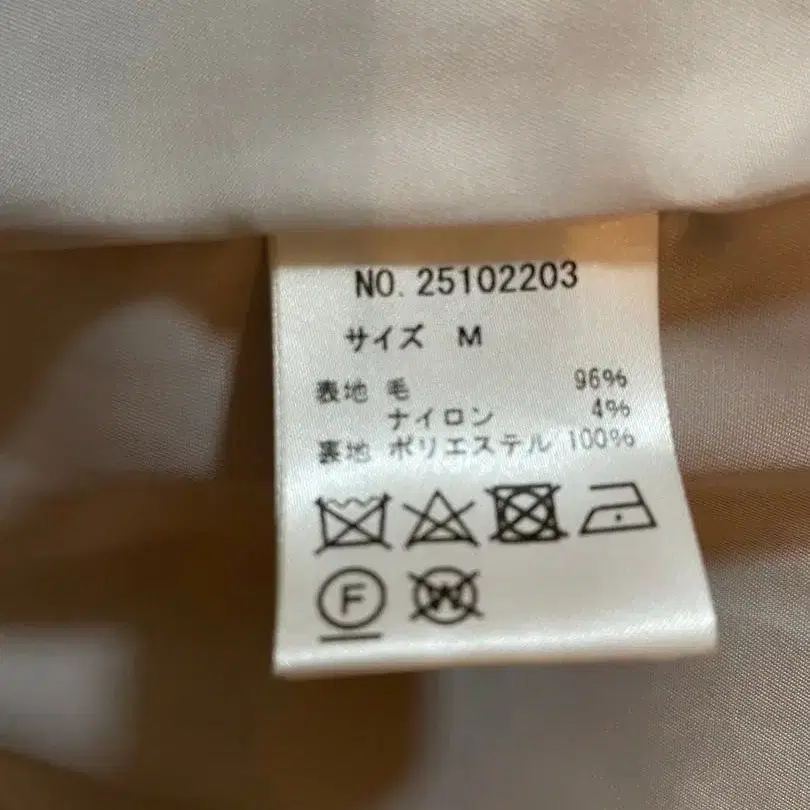 NO. 25102203
サイズ M
表地 毛 96%
ナイロン 4%
裏地 ポリエステル 100%
F W